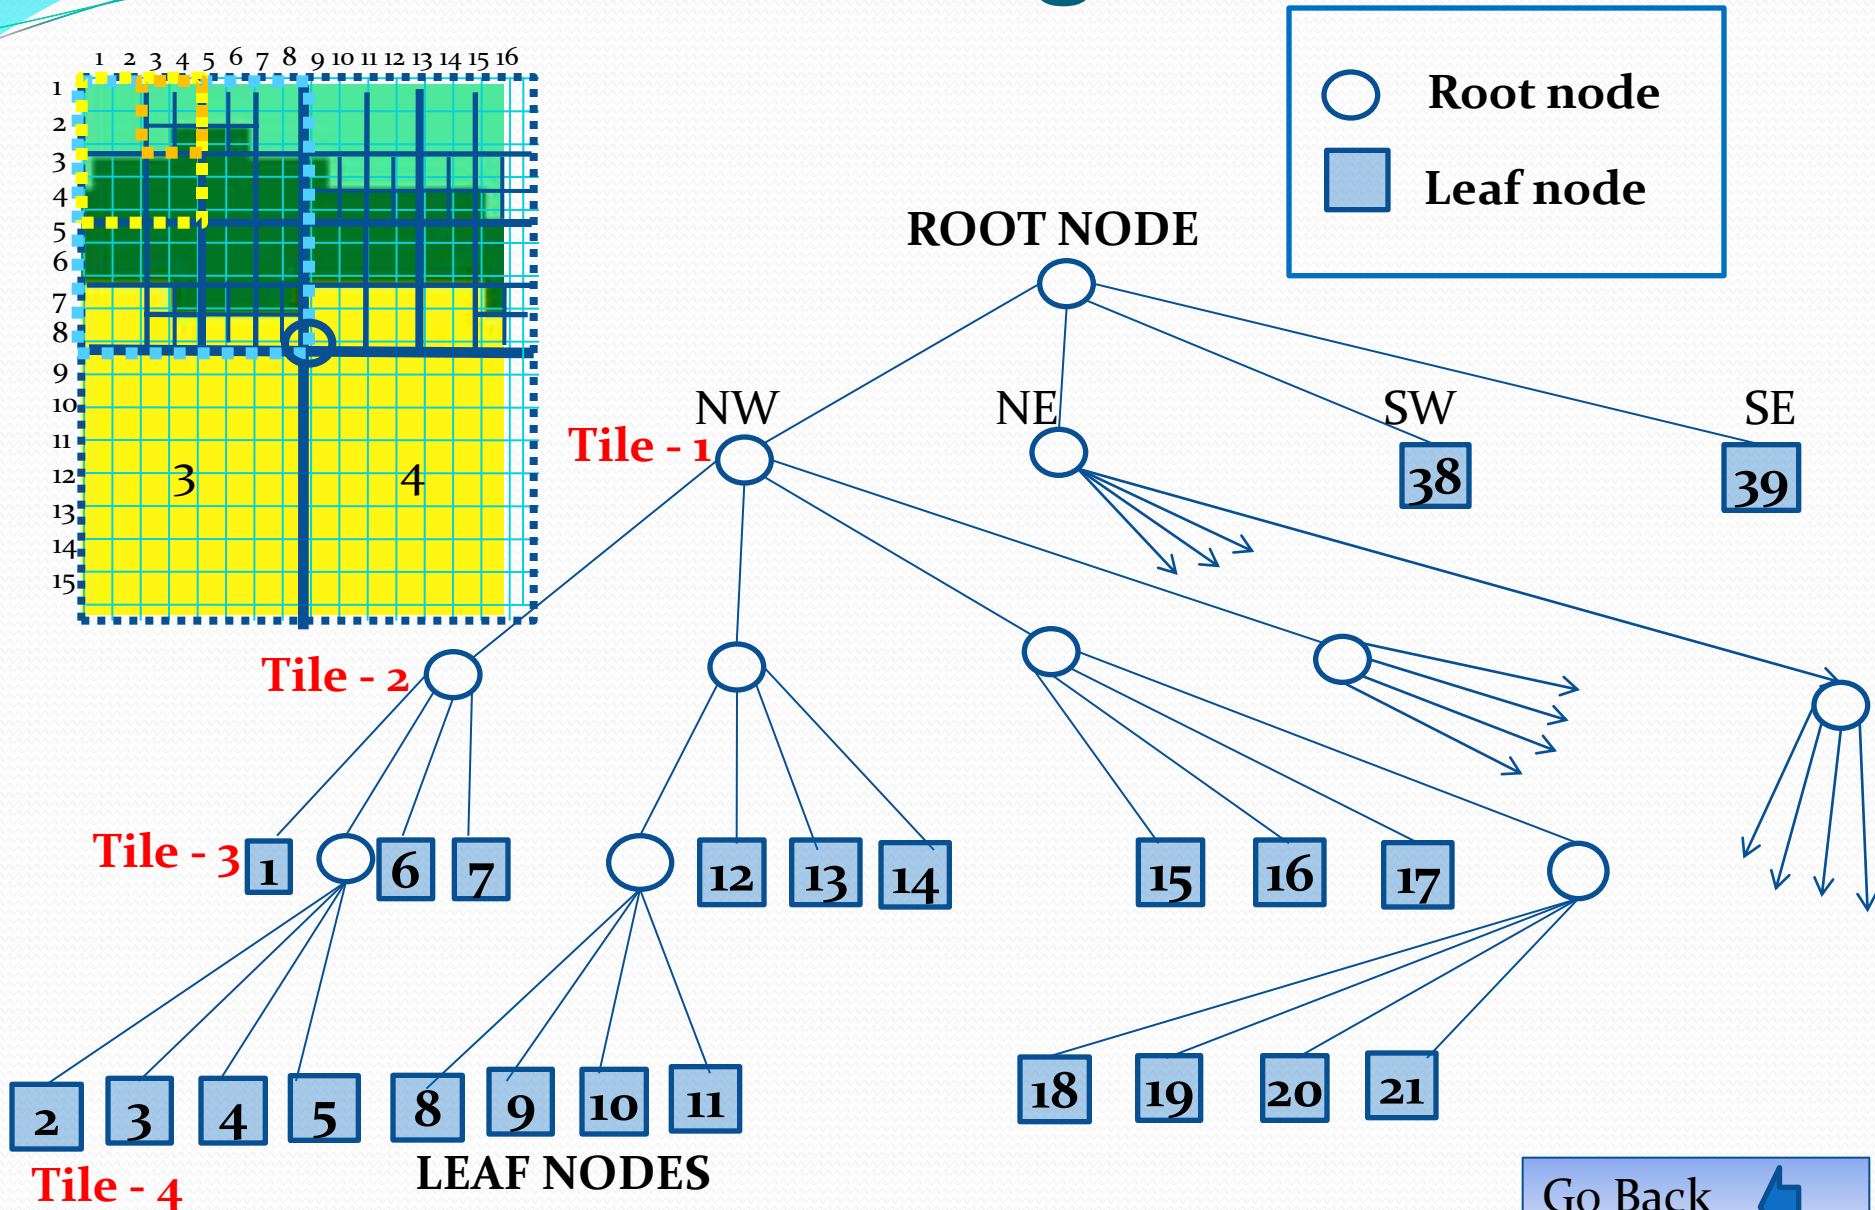 1 2 3 4 5 6 7 8 9 10 11 12 13 14 15 16
1
2
3
4
5
6
7
8
9
10
11
12
13
14
15
3 4
Root node
Leaf node
ROOT NODE
NW NE SW SE
Tile - 1
38 39
Tile - 2
Tile - 3
1 6 7 12 13 14 15 16 17
2 3 4 5 8 9 10 11 18 19 20 21
Tile - 4
LEAF NODES
Go Back